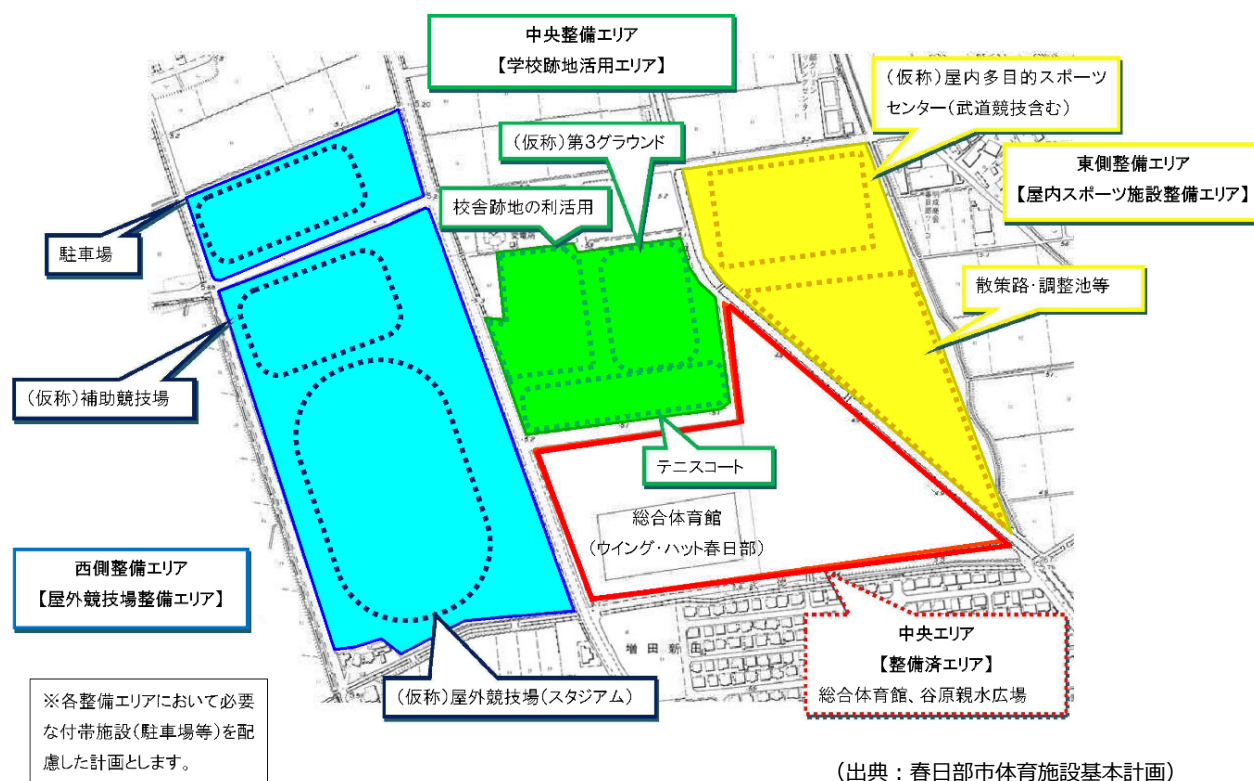 中央整備エリア
【学校跡地活用エリア】
(仮称)屋内多目的スポーツ
センター(武道競技含む)
(仮称)第3グラウンド
東側整備エリア
【屋内スポーツ施設整備エリア】
校舎跡地の利活用
駐車場
散策路・調整池等
(仮称)補助競技場
テニスコート
総合体育館
(ウイング・ハット春日部)
西側整備エリア
【屋外競技場整備エリア】
増田新田
中央エリア
【整備済エリア】
総合体育館、谷原親水広場
(仮称)屋外競技場(スタジアム)
※各整備エリアにおいて必要
な付帯施設(駐車場等)を配
慮した計画とします。
(出典:春日部市体育施設基本計画)